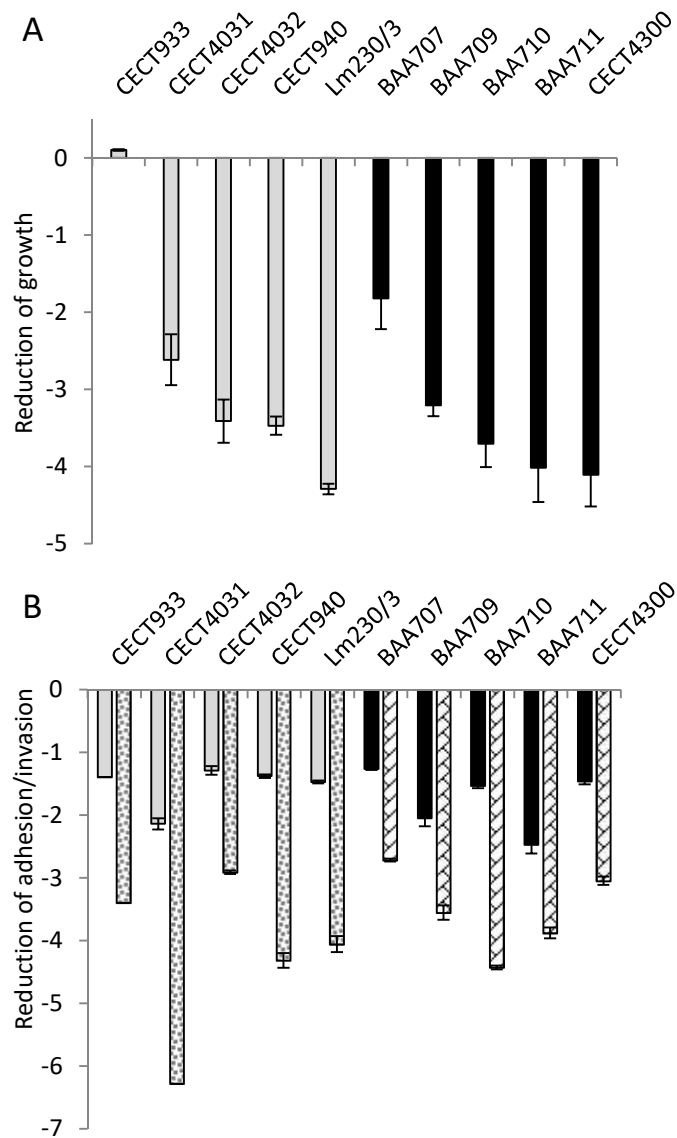 A
CECT933
CECT4031
CECT4032
CECT940
Lm230/3
BAA707
BAA709
BAA710
BAA711
CECT4300
Reduction of growth
0
-1
-2
-3
-4
-5
B
CECT933
CECT4031
CECT4032
CECT940
Lm230/3
BAA707
BAA709
BAA710
BAA711
CECT4300
Reduction of adhesion/invasion
0
-1
-2
-3
-4
-5
-6
-7